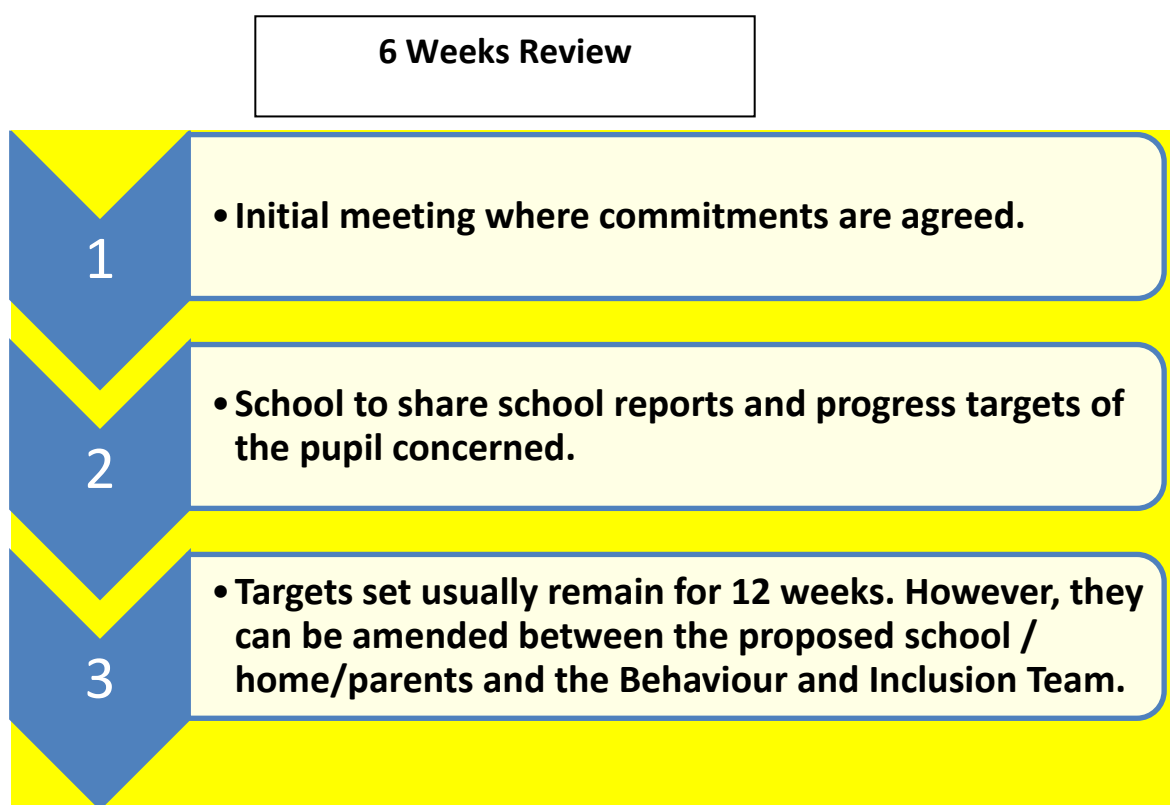 6 Weeks Review
1
• Initial meeting where commitments are agreed.
2
• School to share school reports and progress targets of
the pupil concerned.
3
• Targets set usually remain for 12 weeks. However, they
can be amended between the proposed school /
home/parents and the Behaviour and Inclusion Team.